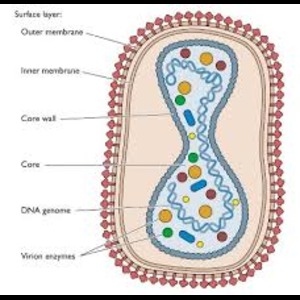 Surface layer:
Outer membrane
Inner membrane
Core wall
Core
DNA genome
Virion enzymes